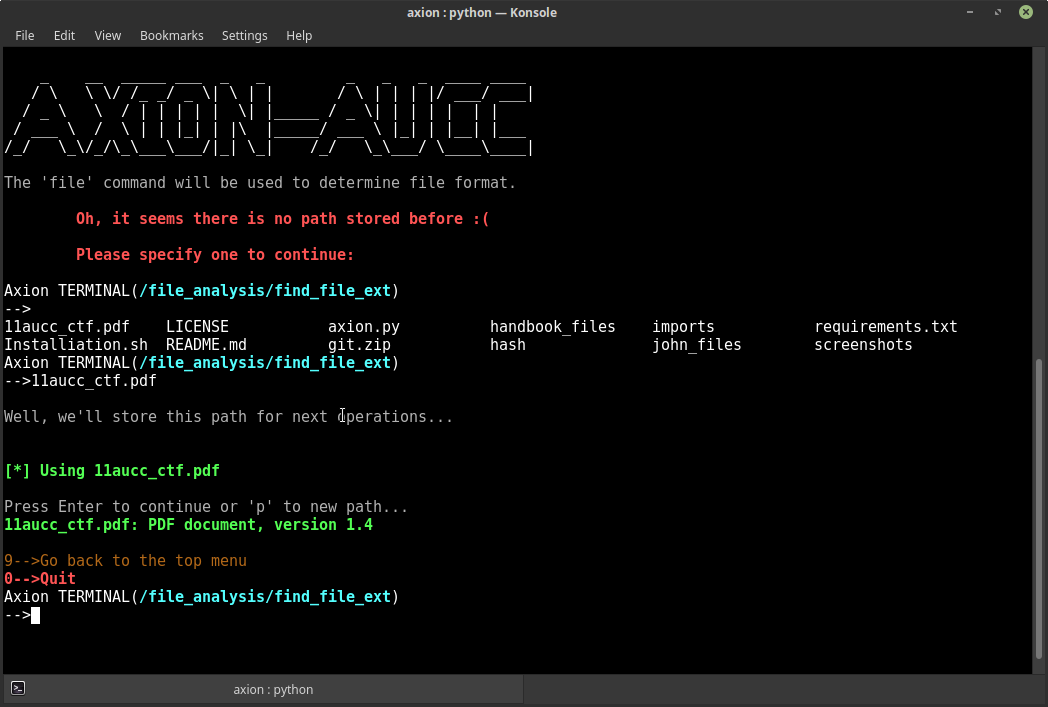 axion : python — Konsole
File Edit View Bookmarks Settings Help
AXION-AUCC
The 'file' command will be used to determine file format.
Oh, it seems there is no path stored before :(
Please specify one to continue:
Axion TERMINAL(/file_analysis/find_file_ext)
-->
11aucc_ctf.pdf LICENSE axion.py handbook_files imports requirements.txt
Installiation.sh README.md git.zip hash john_files screenshots
Axion TERMINAL(/file_analysis/find_file_ext)
-->11aucc_ctf.pdf
Well, we'll store this path for next operations...
[*] Using 11aucc_ctf.pdf
Press Enter to continue or 'p' to new path...
11aucc_ctf.pdf: PDF document, version 1.4
9-->Go back to the top menu
0-->Quit
Axion TERMINAL(/file_analysis/find_file_ext)
-->
axion : python